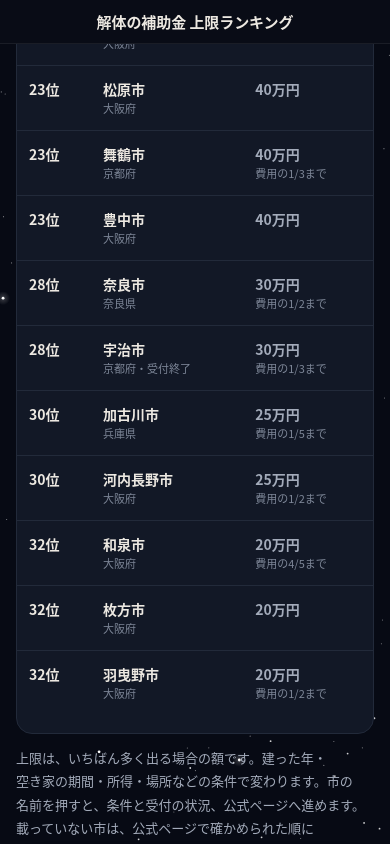 解体の補助金 上限ランキング
大阪府
23位 松原市 40万円
大阪府
23位 舞鶴市 40万円
京都府 費用の1/3まで
23位 豊中市 40万円
大阪府
28位 奈良市 30万円
奈良県 費用の1/2まで
28位 宇治市 30万円
京都府・受付終了 費用の1/3まで
30位 加古川市 25万円
兵庫県 費用の1/5まで
30位 河内長野市 25万円
大阪府 費用の1/2まで
32位 和泉市 20万円
大阪府 費用の4/5まで
32位 枚方市 20万円
大阪府
32位 羽曳野市 20万円
大阪府 費用の1/2まで
上限は、いちばん多く出る場合の額です。建った年・
空き家の期間・所得・場所などの条件で変わります。市の
名前を押すと、条件と受付の状況、公式ページへ進めます。
載っていない市は、公式ページで確かめられた順に